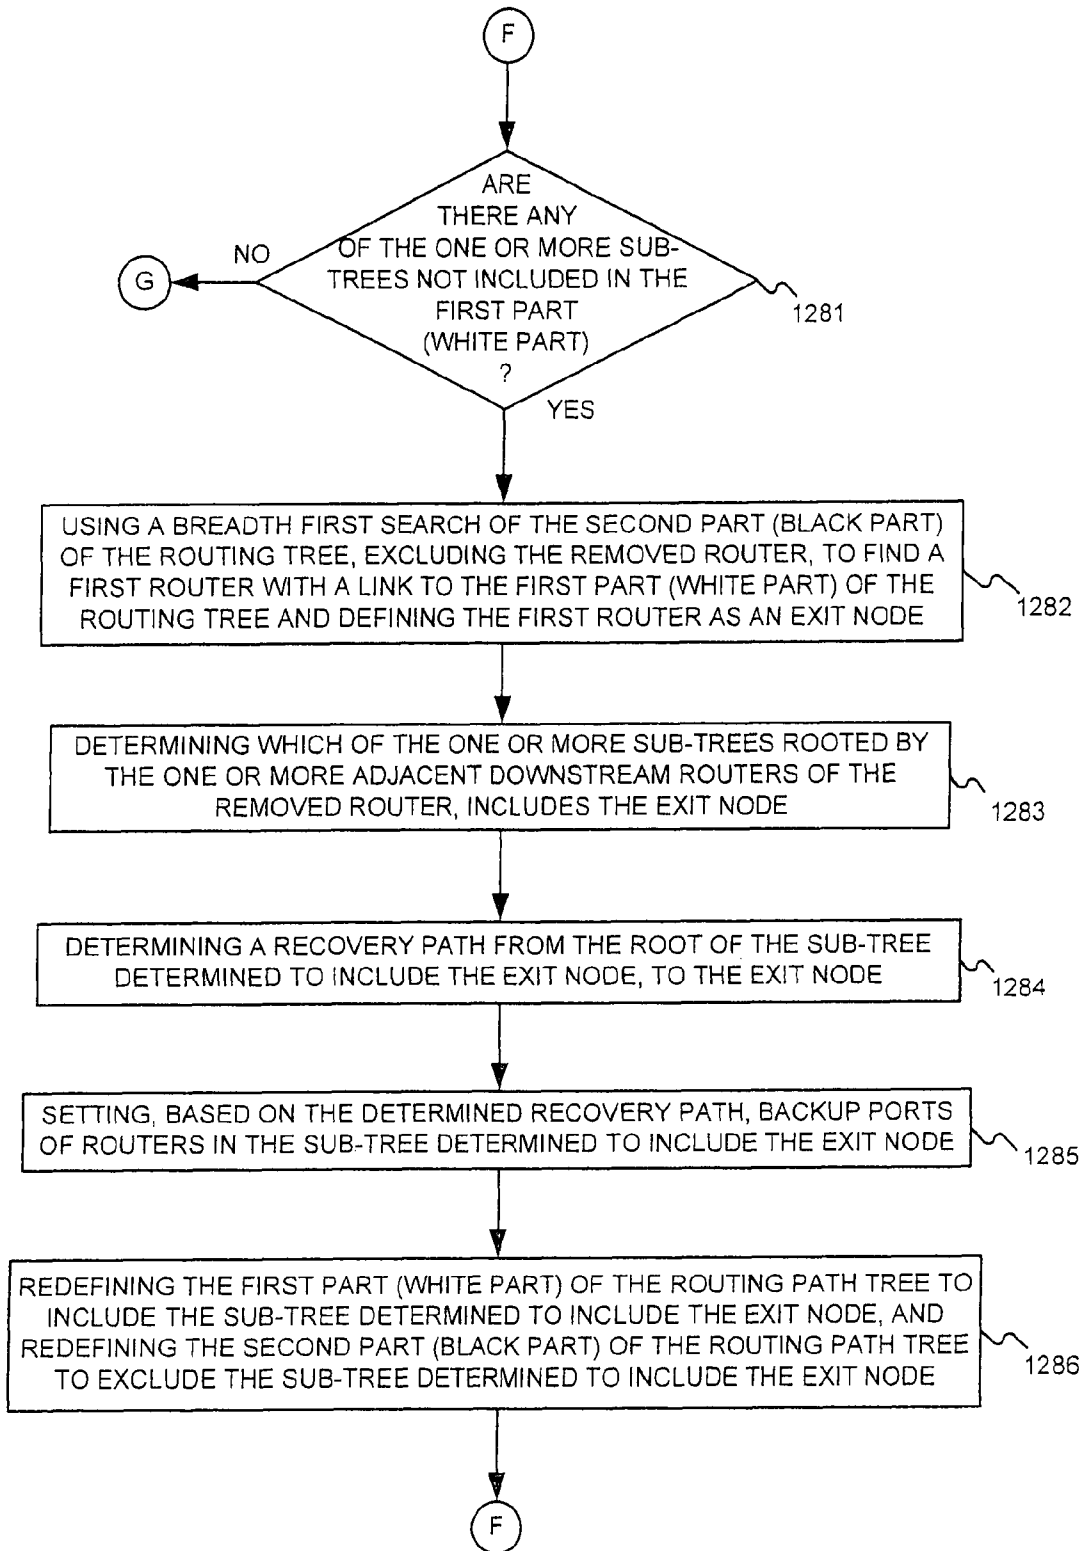 F
ARE
THERE ANY
OF THE ONE OR MORE SUB-
TREES NOT INCLUDED IN THE
FIRST PART
(WHITE PART)
?
NO
G
1281
YES
USING A BREADTH FIRST SEARCH OF THE SECOND PART (BLACK PART)
OF THE ROUTING TREE, EXCLUDING THE REMOVED ROUTER, TO FIND A
FIRST ROUTER WITH A LINK TO THE FIRST PART (WHITE PART) OF THE
ROUTING TREE AND DEFINING THE FIRST ROUTER AS AN EXIT NODE
1282
DETERMINING WHICH OF THE ONE OR MORE SUB-TREES ROOTED BY
THE ONE OR MORE ADJACENT DOWNSTREAM ROUTERS OF THE
REMOVED ROUTER, INCLUDES THE EXIT NODE
1283
DETERMINING A RECOVERY PATH FROM THE ROOT OF THE SUB-TREE
DETERMINED TO INCLUDE THE EXIT NODE, TO THE EXIT NODE
1284
SETTING, BASED ON THE DETERMINED RECOVERY PATH, BACKUP PORTS
OF ROUTERS IN THE SUB-TREE DETERMINED TO INCLUDE THE EXIT NODE
1285
REDEFINING THE FIRST PART (WHITE PART) OF THE ROUTING PATH TREE TO
INCLUDE THE SUB-TREE DETERMINED TO INCLUDE THE EXIT NODE, AND
REDEFINING THE SECOND PART (BLACK PART) OF THE ROUTING PATH TREE
TO EXCLUDE THE SUB-TREE DETERMINED TO INCLUDE THE EXIT NODE
1286
F